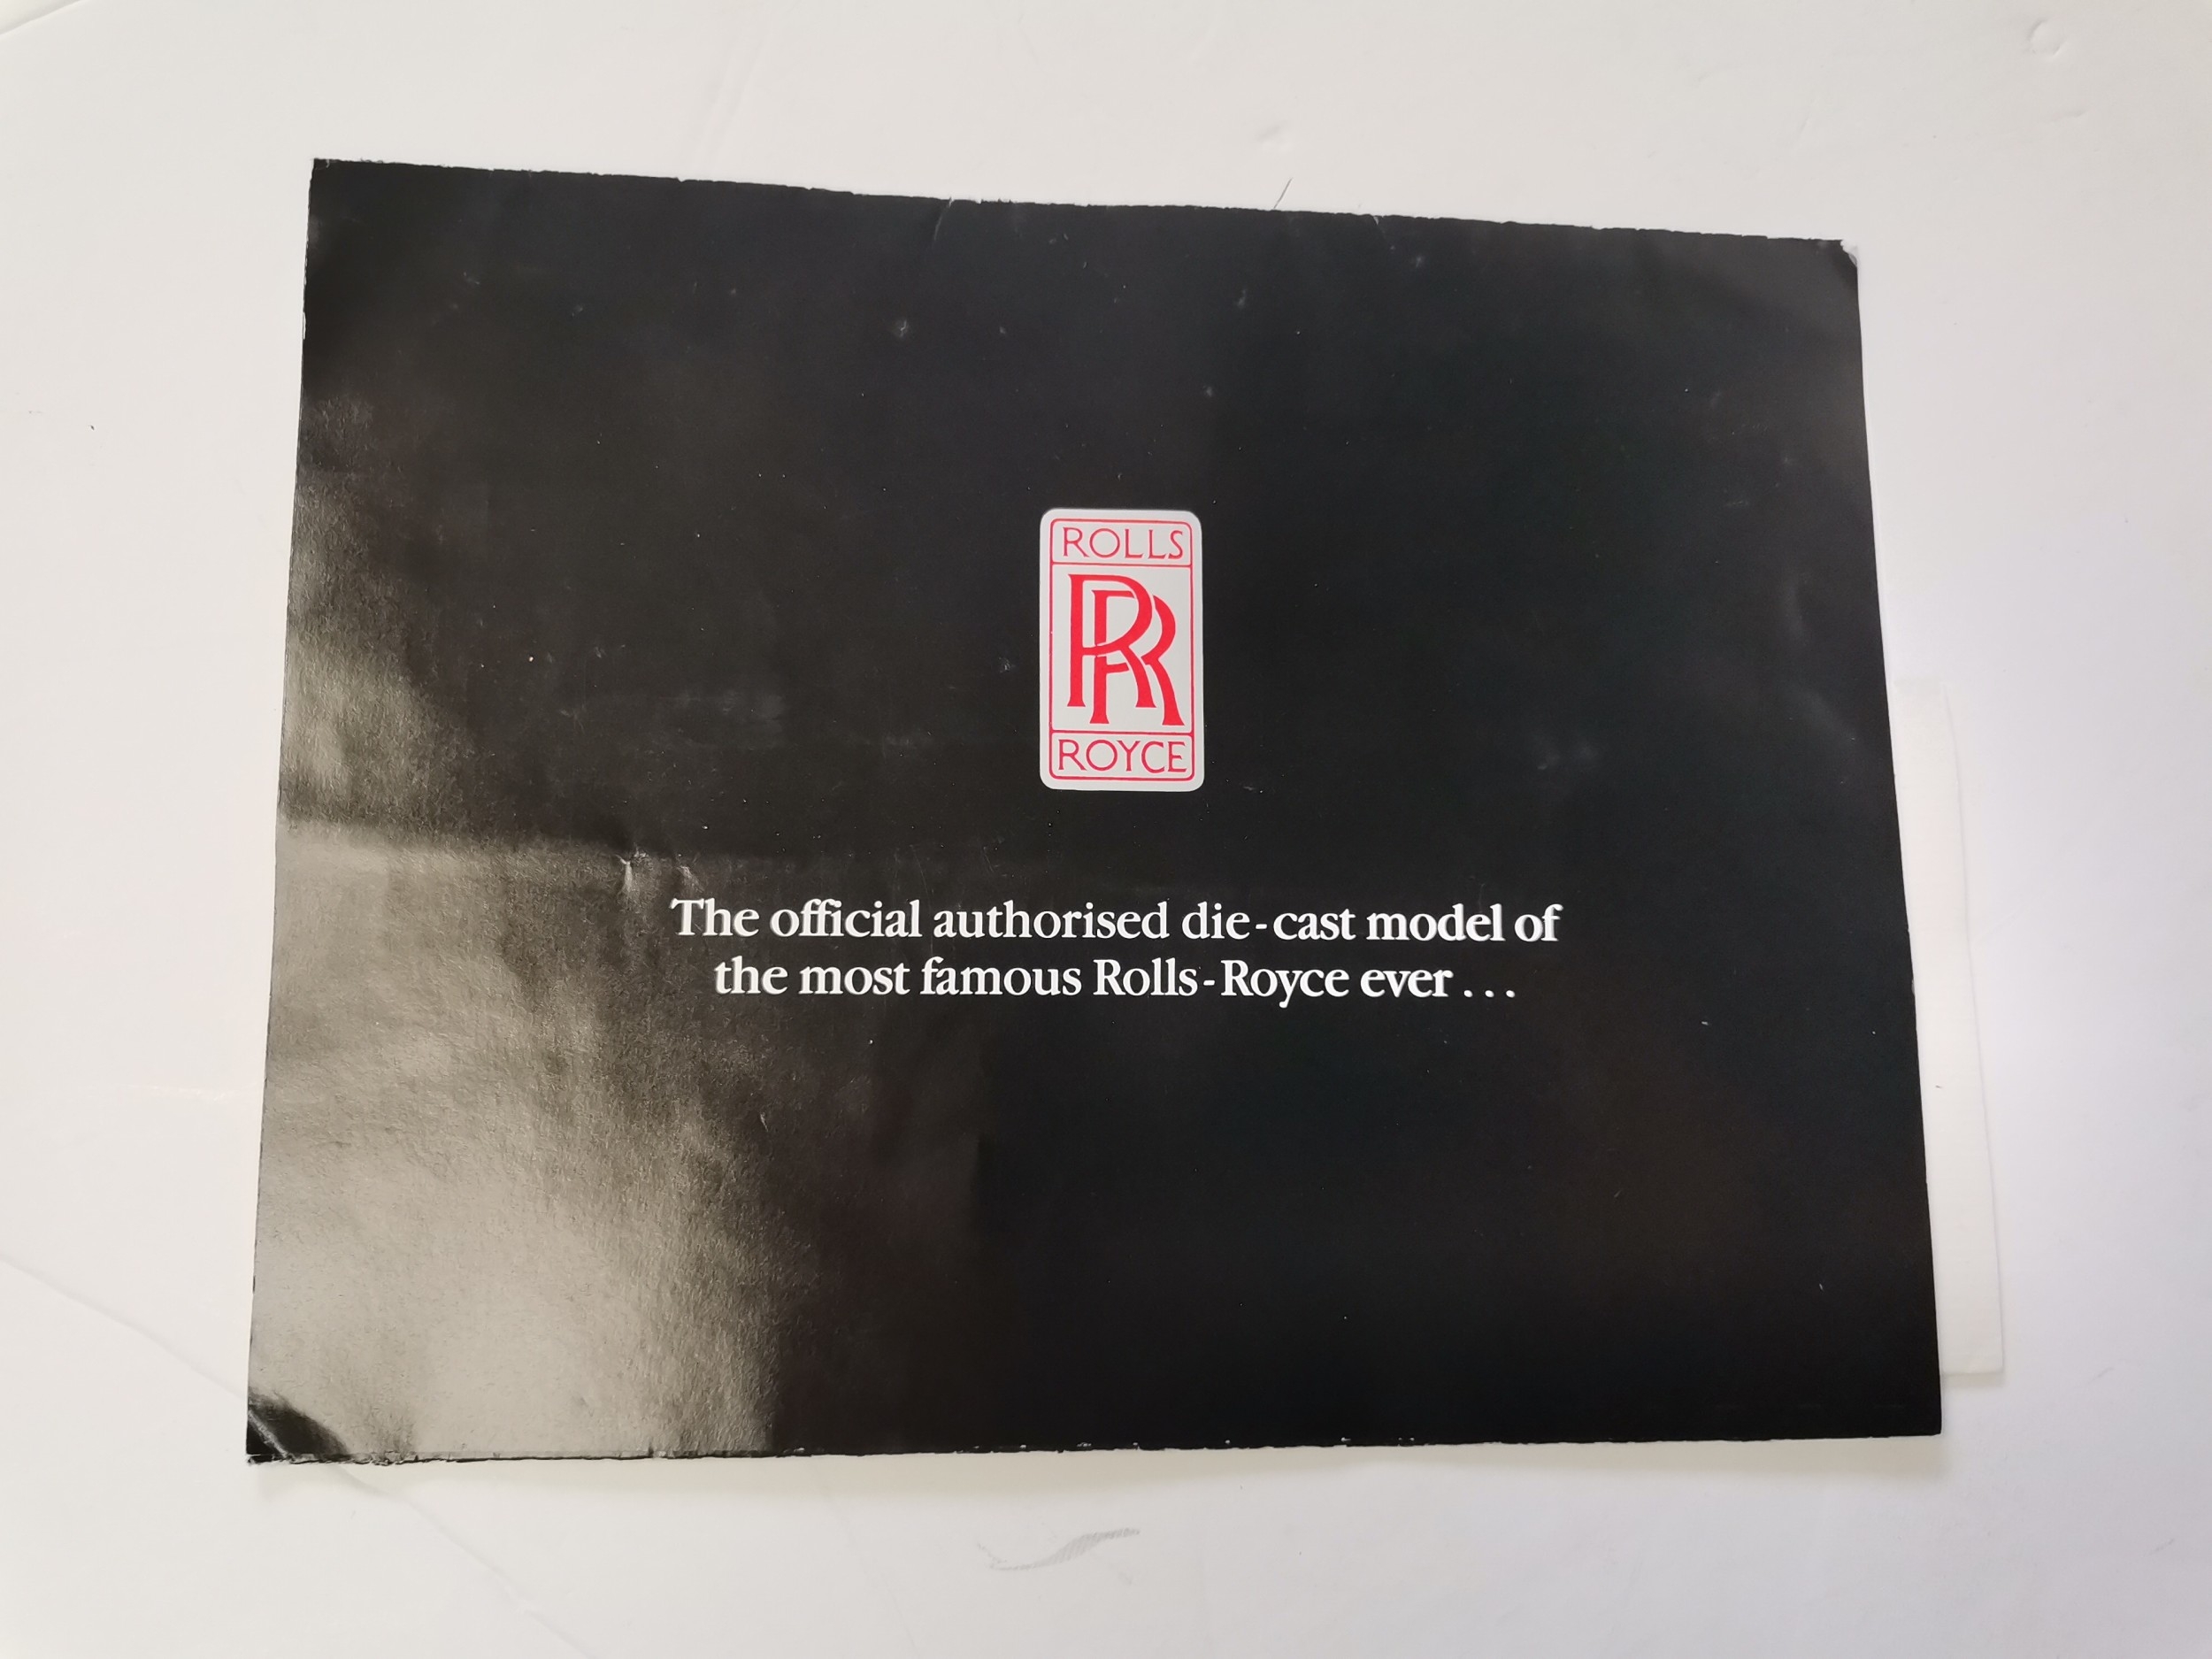 ROLLS
RR
ROYCE
The official authorised die-cast model of
the most famous Rolls-Royce ever...